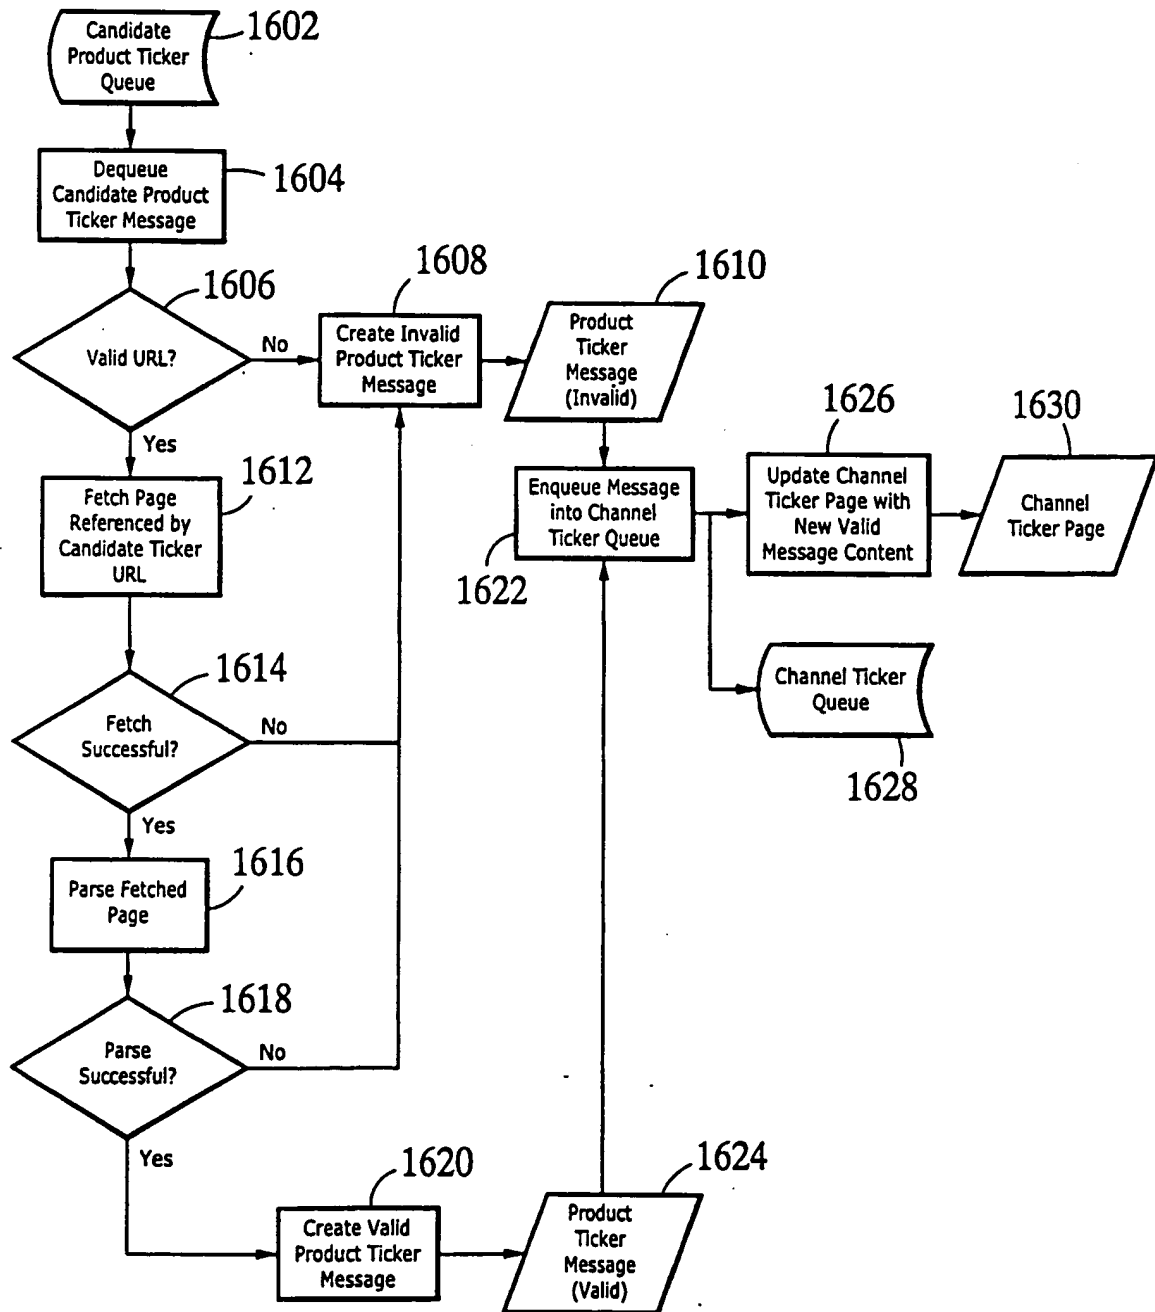 Candidate
Product Ticker
Queue
1602
Dequeue
Candidate Product
Ticker Message
1604
1606
Valid URL?
No
Yes
1608
Create Invalid
Product Ticker
Message
1610
Product
Ticker
Message
(Invalid)
1612
Fetch Page
Referenced by
Candidate Ticker
URL
Enqueue Message
into Channel
Ticker Queue
1622
1626
Update Channel
Ticker Page with
New Valid
Message Content
1630
Channel
Ticker Page
1614
Fetch
Successful?
No
Yes
Channel Ticker
Queue
1628
1616
Parse Fetched
Page
1618
Parse
Successful?
No
Yes
1620
Create Valid
Product Ticker
Message
1624
Product
Ticker
Message
(Valid)